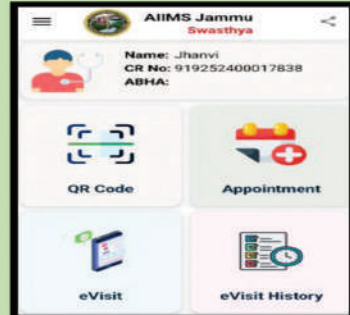 AIIMS Jammu
Swasthya
Name: Jhanvi
CR No: 919252400017838
ABHA:
QR Code
Appointment
eVisit
eVisit History